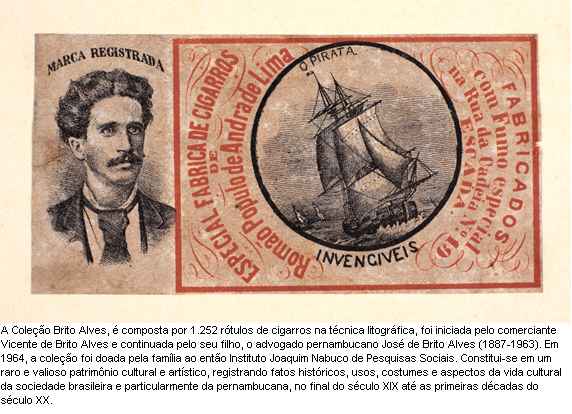 MARCA REGISTRADA
ESPECIAL FABRICA DE CIGARROS
DE
Romaõ Populo de Andrade Lima
O PIRATA.
INVENGIVEIS
FABRICADOS
com Fumo especial
na Rua da Cadeia Nº 19
ESCADA
A Coleção Brito Alves, é composta por 1.252 rótulos de cigarros na técnica litográfica, foi iniciada pelo comerciante
Vicente de Brito Alves e continuada pelo seu filho, o advogado pernambucano José de Brito Alves (1887-1963). Em
1964, a coleção foi doada pela família ao então Instituto Joaquim Nabuco de Pesquisas Sociais. Constitui-se em um
raro e valioso patrimônio cultural e artístico, registrando fatos históricos, usos, costumes e aspectos da vida cultural
da sociedade brasileira e particularmente da pernambucana, no final do século XIX até as primeiras décadas do
século XX.